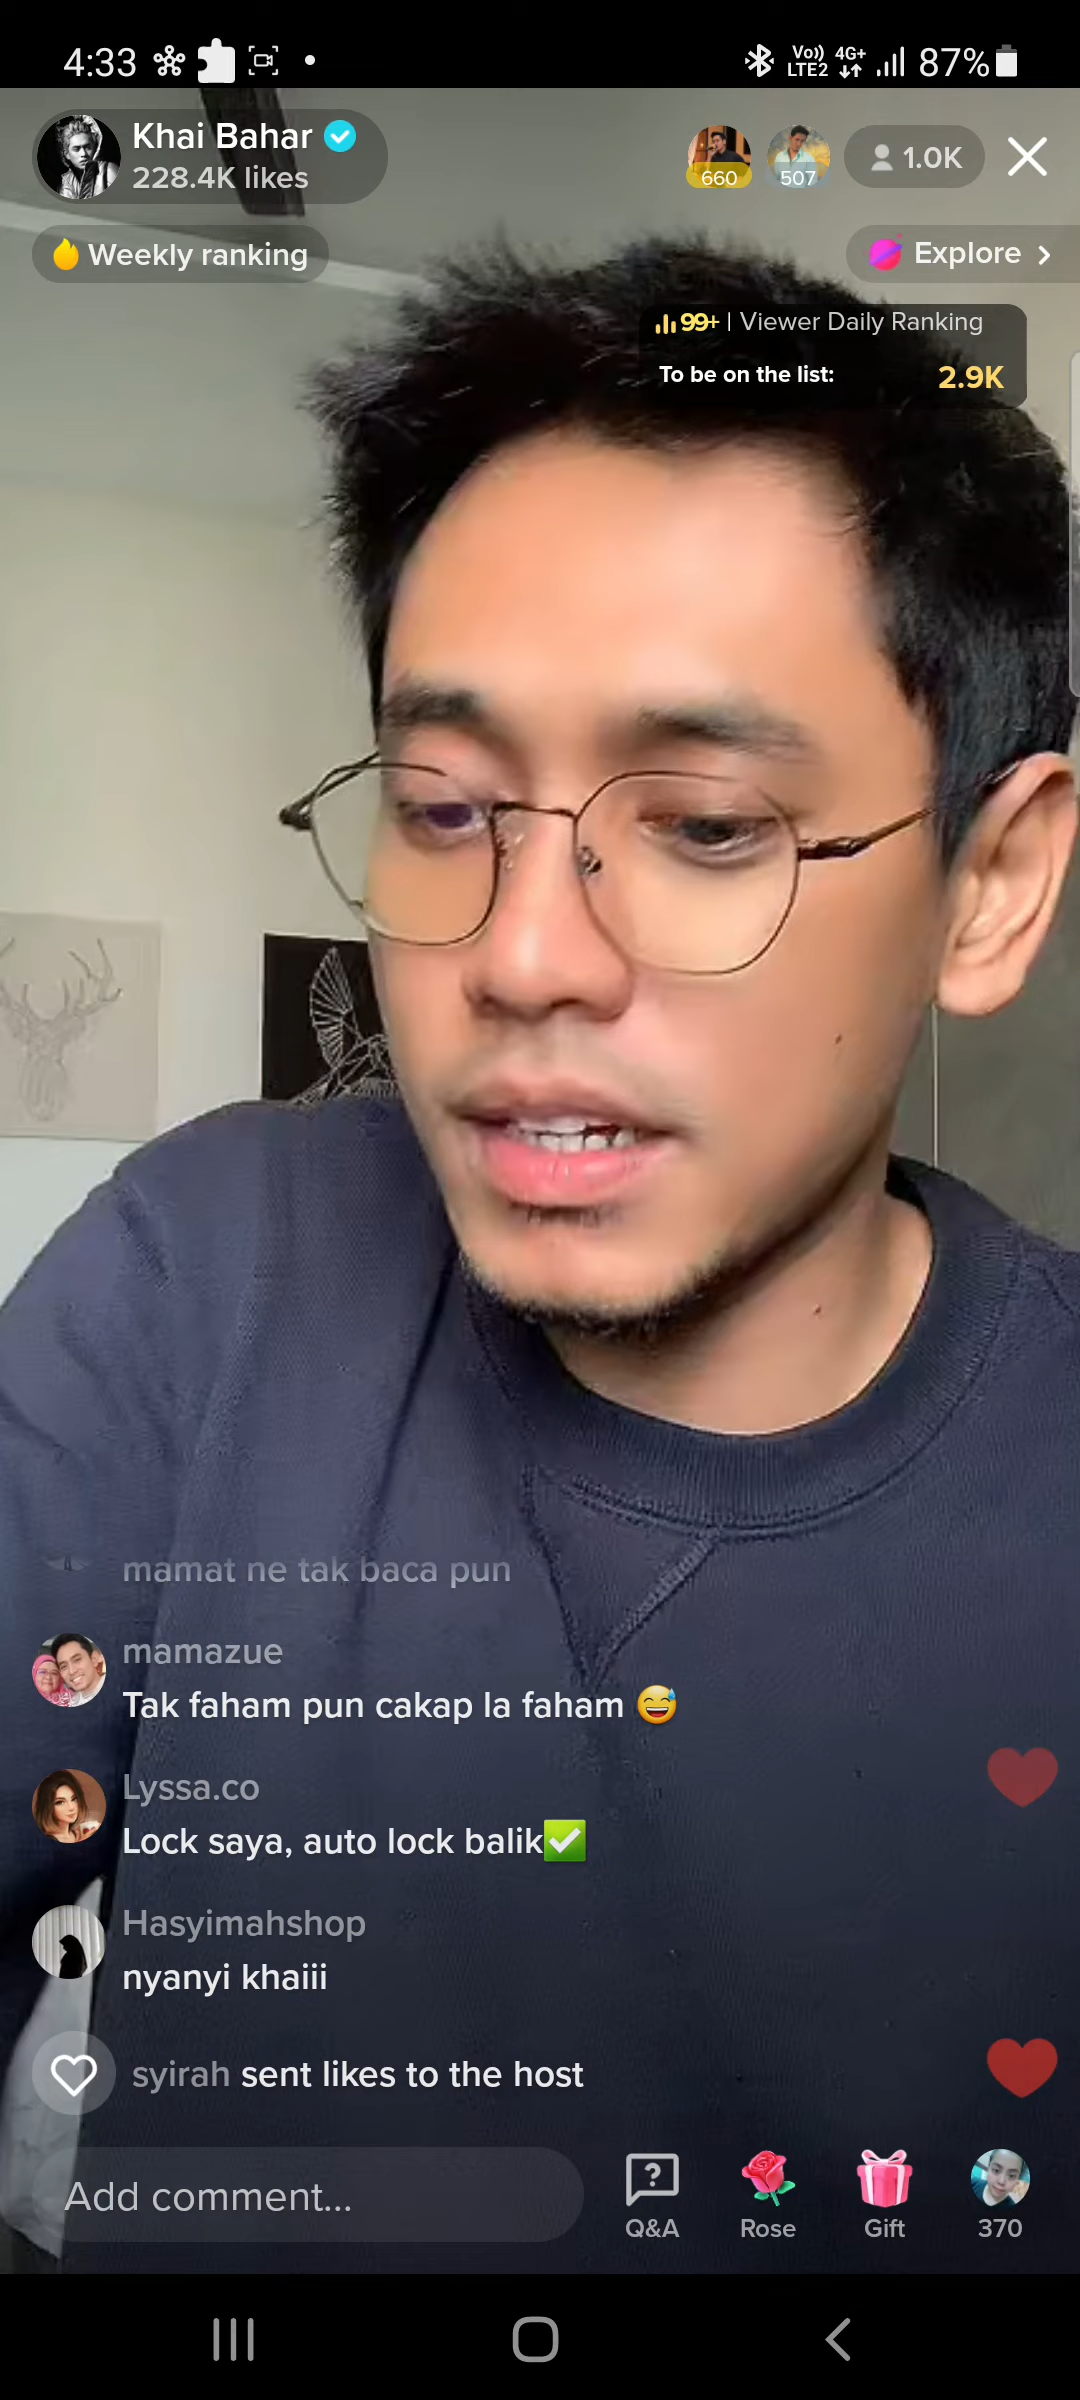 4:33
Vo)) LTE2 4G+ 87%
Khai Bahar
228.4K likes
660 507 1.0K
Weekly ranking
Explore >
99+ | Viewer Daily Ranking
To be on the list: 2.9K
mamat ne tak baca pun
mamazue
Tak faham pun cakap la faham 😅
Lyssa.co
Lock saya, auto lock balik✅
Hasyimahshop
nyanyi khaiii
syirah sent likes to the host
Add comment...
Q&A Rose Gift 370